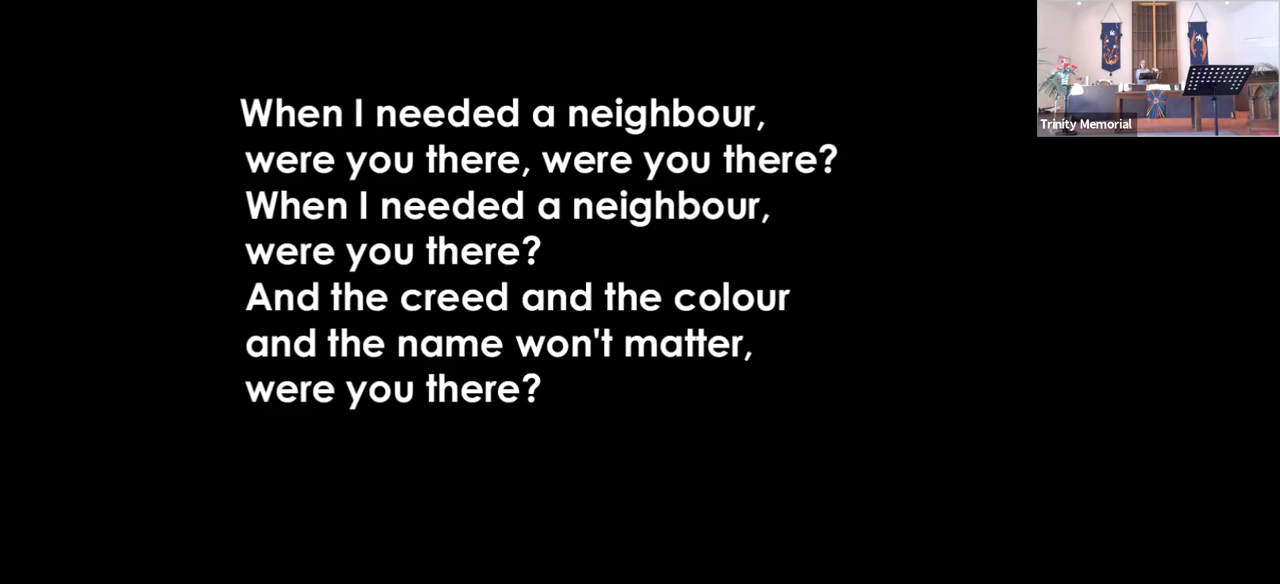 When I needed a neighbour,
were you there, were you there?
When I needed a neighbour,
were you there?
And the creed and the colour
and the name won't matter,
were you there?
Trinity Memorial